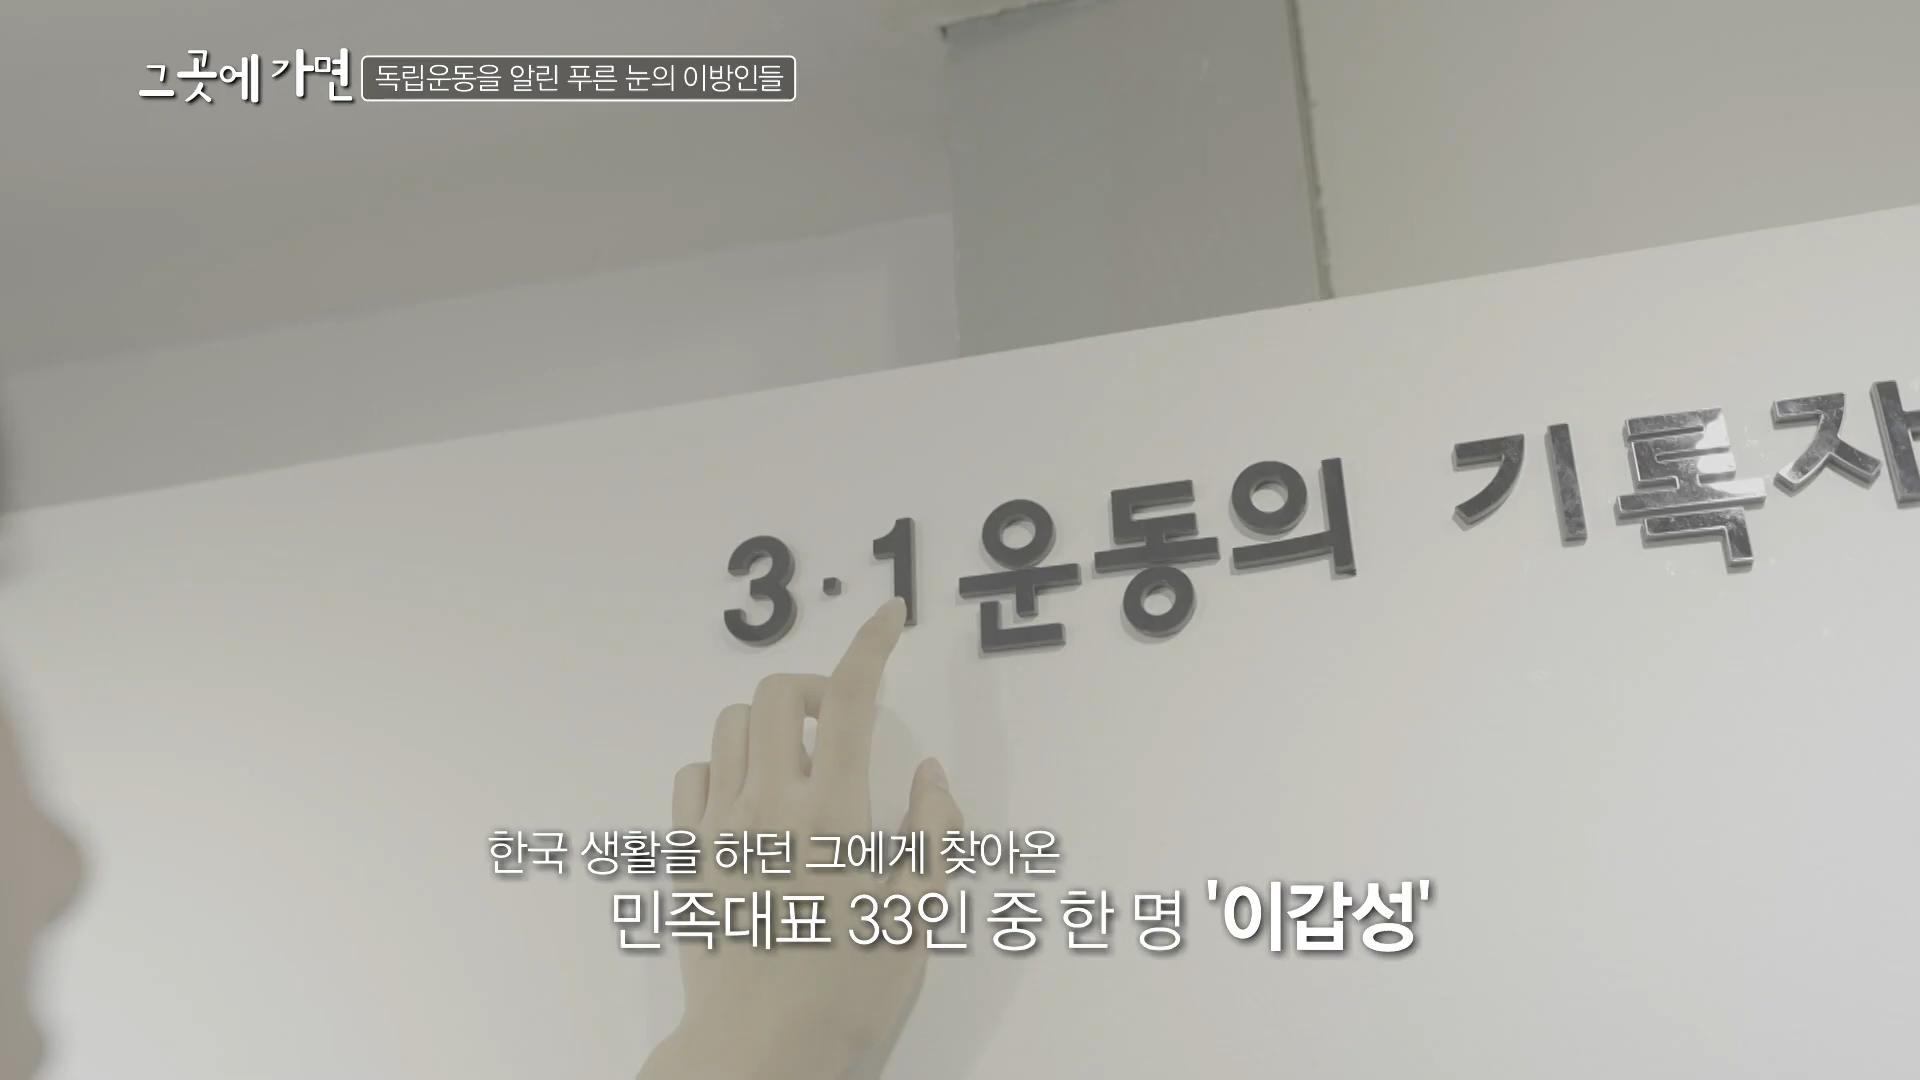 그곳에 가면 독립운동을 알린 푸른 눈의 이방인들
3·1운동의 기록자
한국 생활을 하던 그에게 찾아온
민족대표 33인 중 한 명 '이갑성'